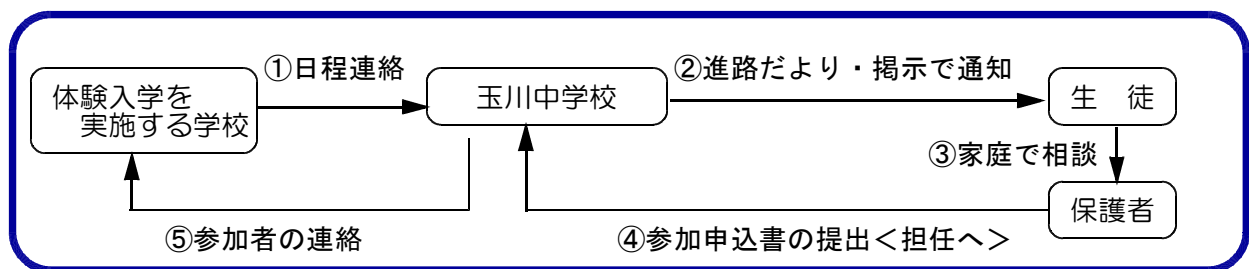 ①日程連絡
②進路だより・掲示で通知
体験入学を
実施する学校
玉川中学校
生　徒
③家庭で相談
保護者
⑤参加者の連絡
④参加申込書の提出＜担任へ＞